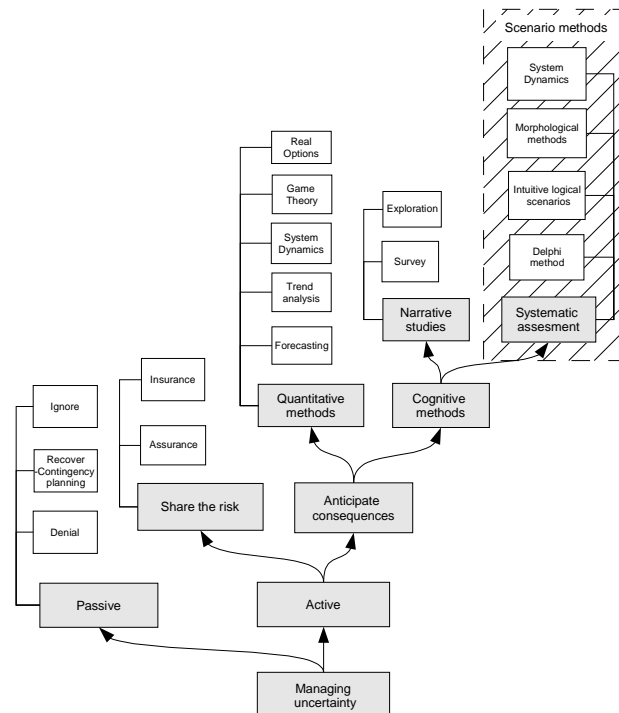 Scenario methods
System
Dynamics
Morphological
methods
Intuitive logical
scenarios
Delphi
method
Systematic
assesment
Real
Options
Game
Theory
System
Dynamics
Trend
analysis
Forecasting
Quantitative
methods
Exploration
Survey
Narrative
studies
Cognitive
methods
Insurance
Assurance
Share the risk
Anticipate
consequences
Ignore
Recover
-Contingency
planning
Denial
Passive
Active
Managing
uncertainty